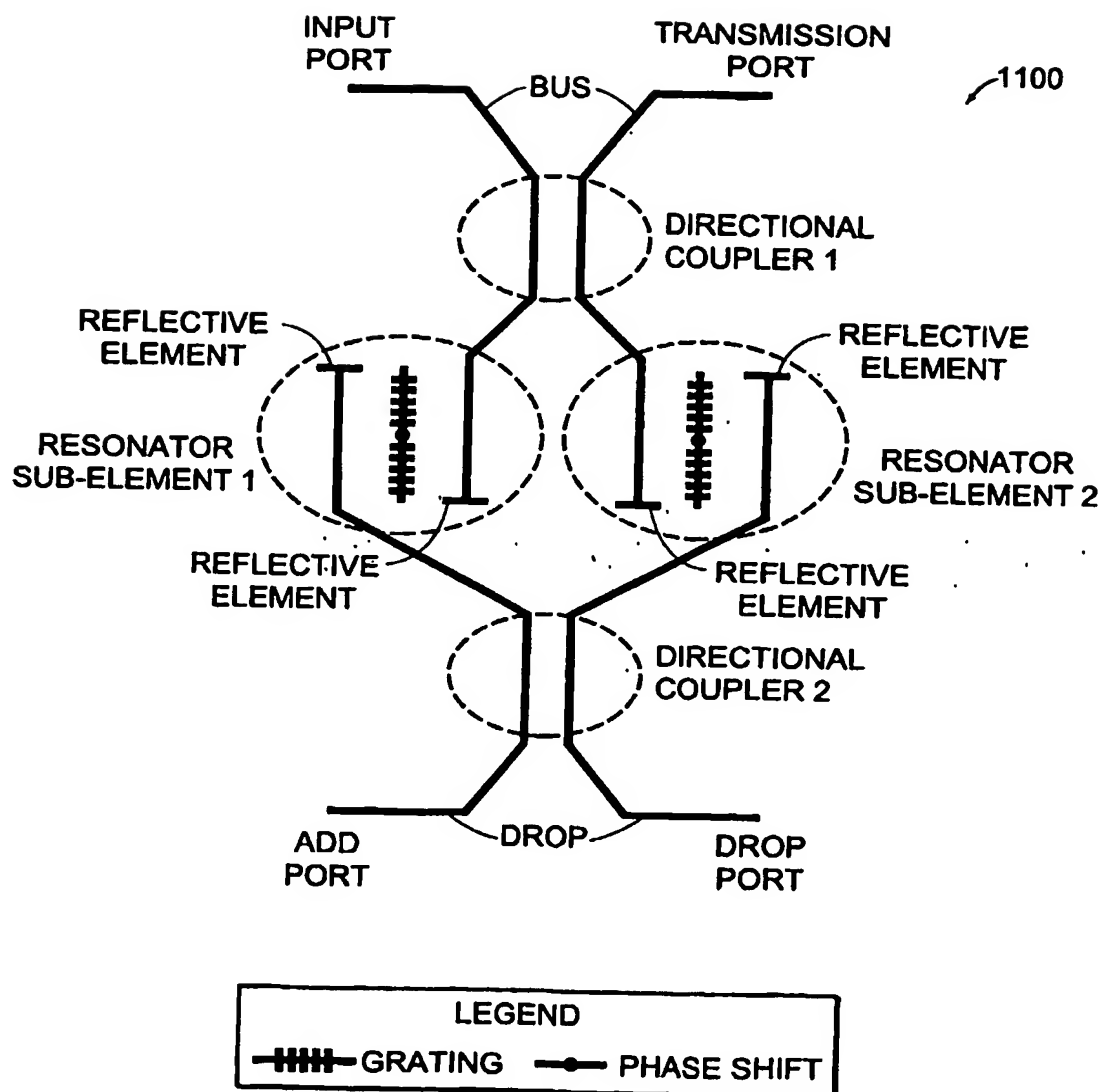 INPUT
PORT
TRANSMISSION
PORT
BUS
1100
DIRECTIONAL
COUPLER 1
REFLECTIVE
ELEMENT
REFLECTIVE
ELEMENT
RESONATOR
SUB-ELEMENT 1
RESONATOR
SUB-ELEMENT 2
REFLECTIVE
ELEMENT
REFLECTIVE
ELEMENT
DIRECTIONAL
COUPLER 2
ADD
PORT
DROP
DROP
PORT
LEGEND
GRATING
PHASE SHIFT